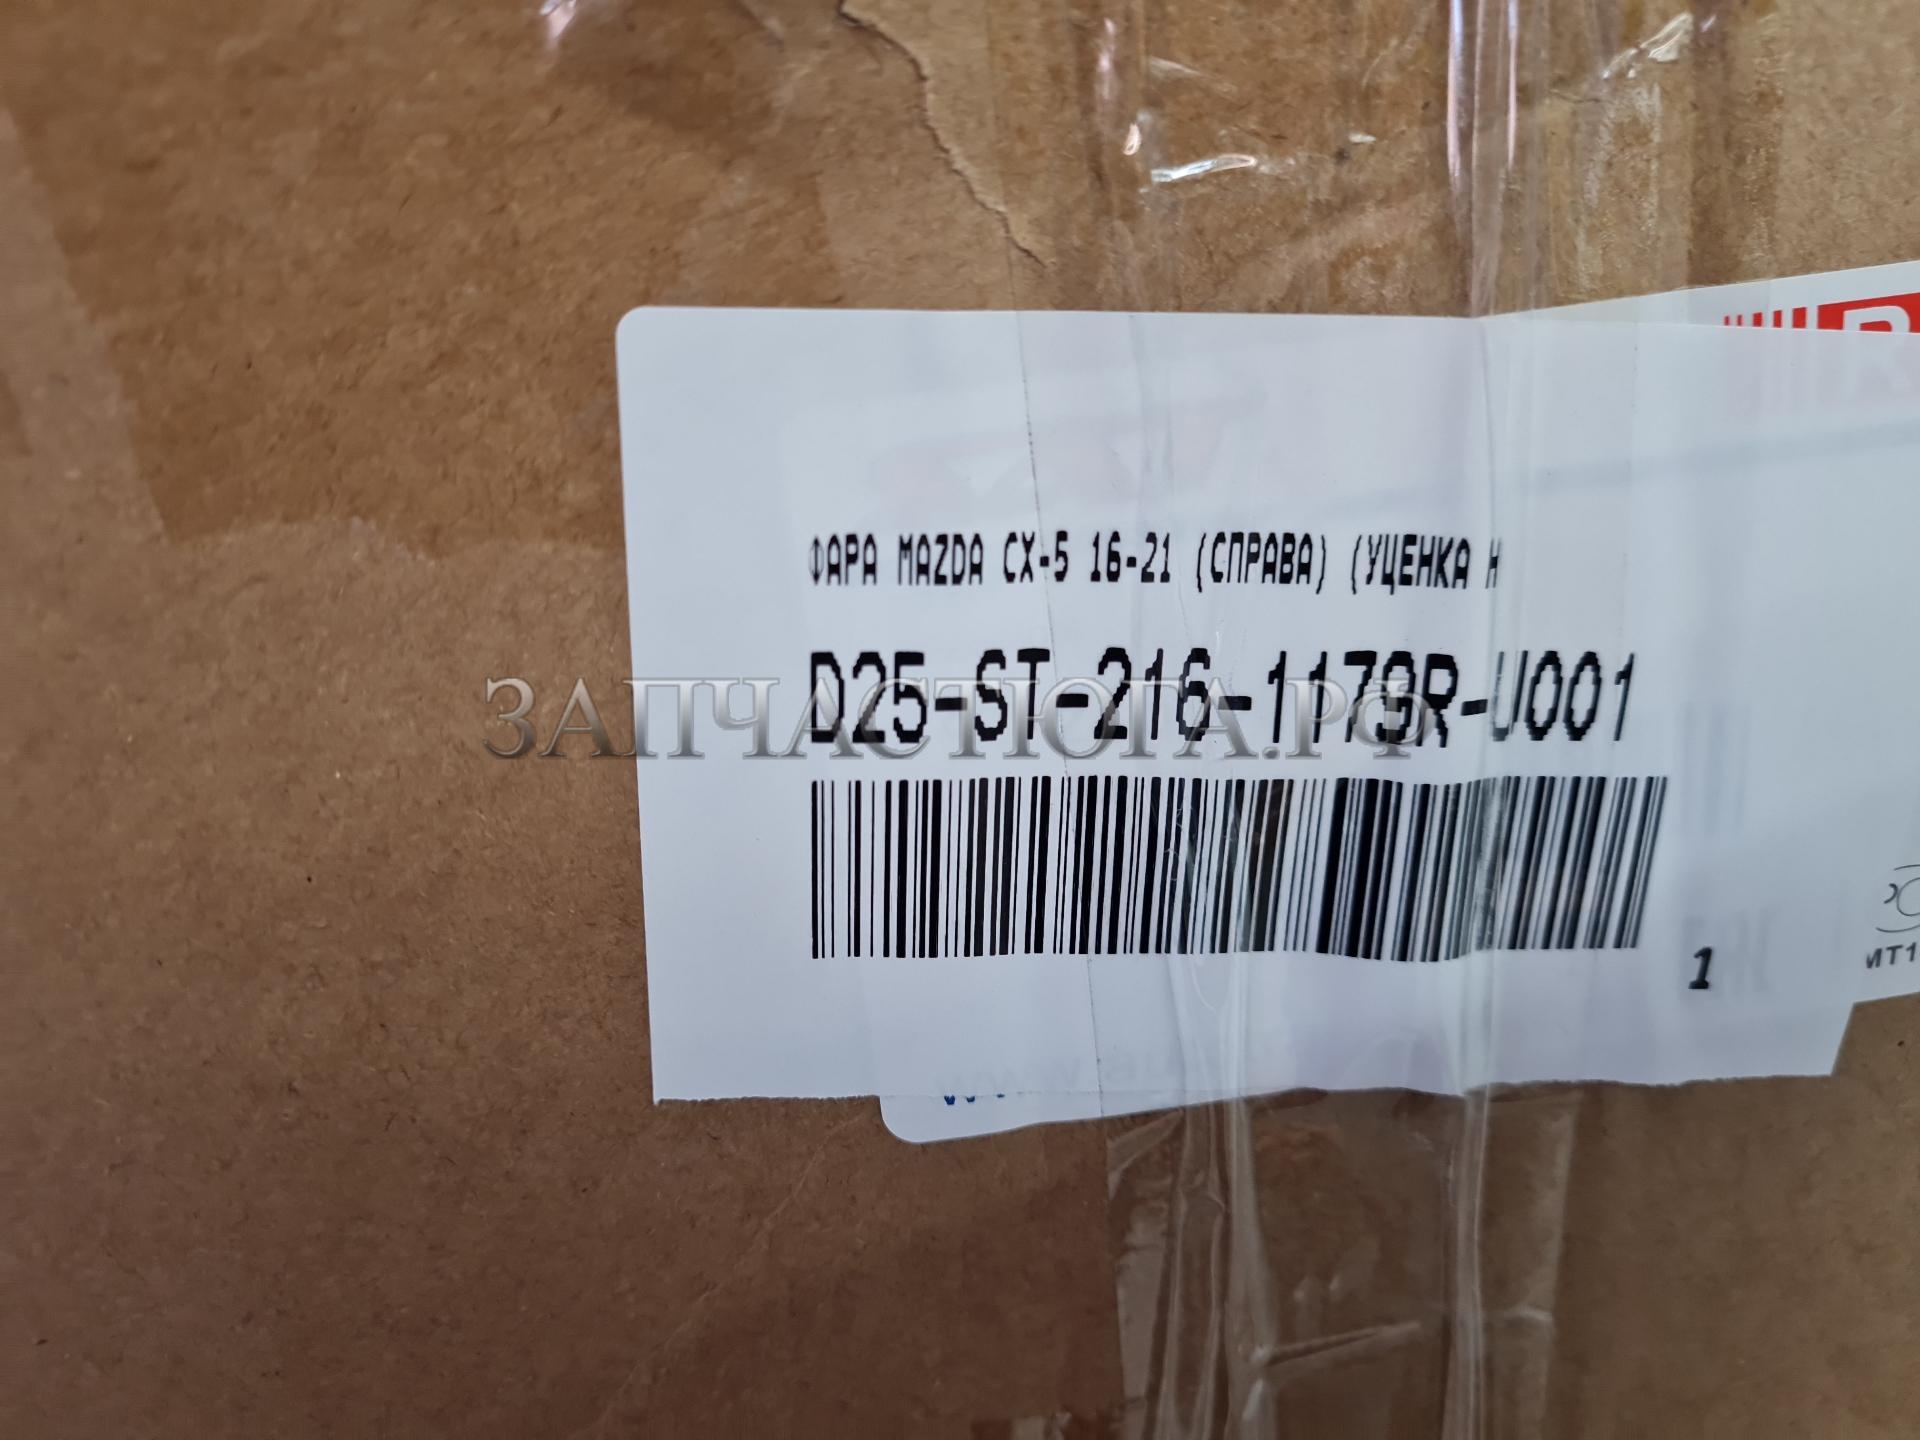 ФАРА MAZDA CX-5 16-21 (СПРАВА) (УЦЕНКА Н
D25-ST-216-1179R-U001
ЗАПЧАСТЮГА.РФ
1